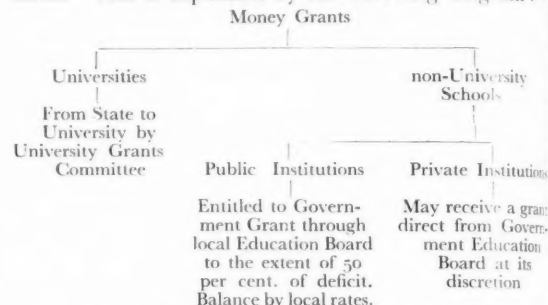 Money Grants
Universities
non-University
Schools
From State to
University by
University Grants
Committee
Public Institutions
Private Institutions
Entitled to Govern-
ment Grant through
local Education Board
to the extent of 50
per cent. of deficit.
Balance by local rates.
May receive a grant
direct from Govern-
ment Education
Board at its
discretion